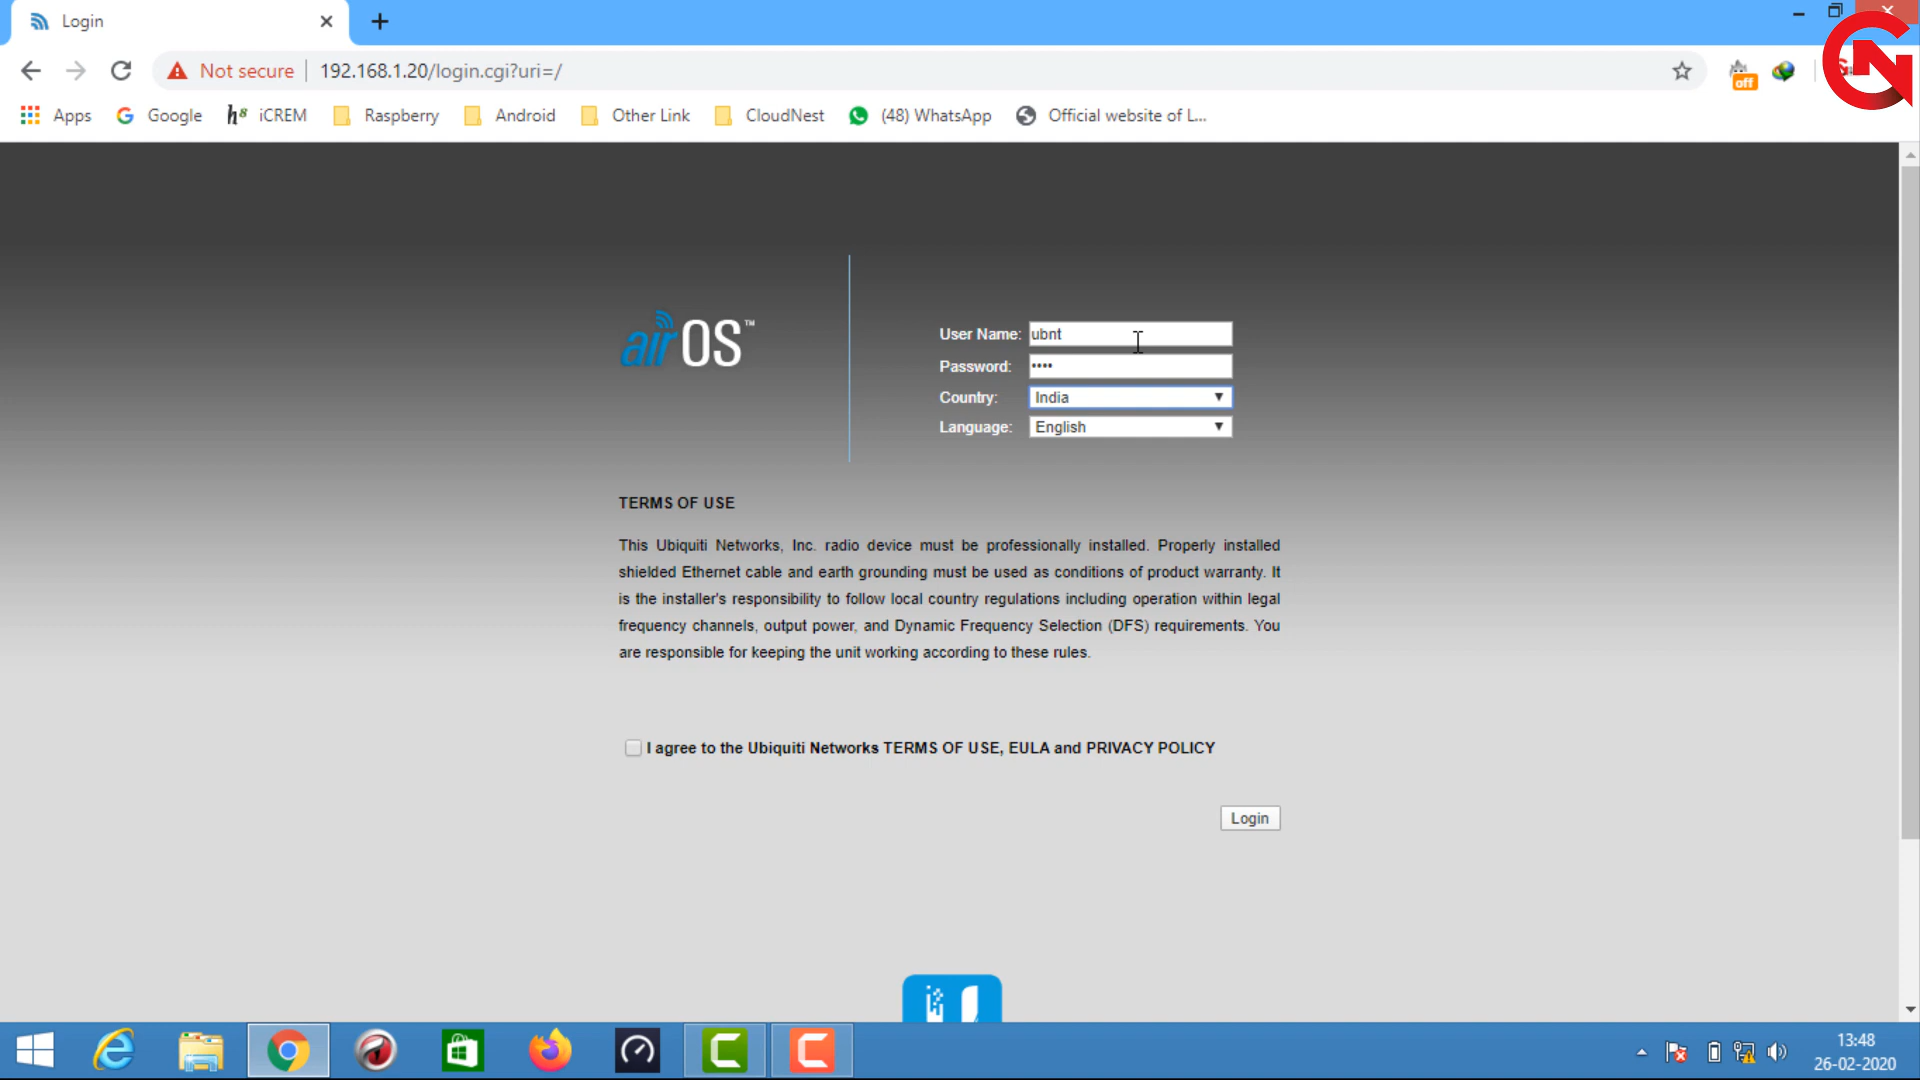 Login
Not secure
192.168.1.20/login.cgi?uri=/
off
Apps
Google
h8 iCREM
Raspberry
Android
Other Link
CloudNest
(48) WhatsApp
Official website of L...
airOS™
User Name: ubnt
Password: ••••
Country: India
Language: English
TERMS OF USE
This Ubiquiti Networks, Inc. radio device must be professionally installed. Properly installed
shielded Ethernet cable and earth grounding must be used as conditions of product warranty. It
is the installer's responsibility to follow local country regulations including operation within legal
frequency channels, output power, and Dynamic Frequency Selection (DFS) requirements. You
are responsible for keeping the unit working according to these rules.
I agree to the Ubiquiti Networks TERMS OF USE, EULA and PRIVACY POLICY
Login
13:48
26-02-2020